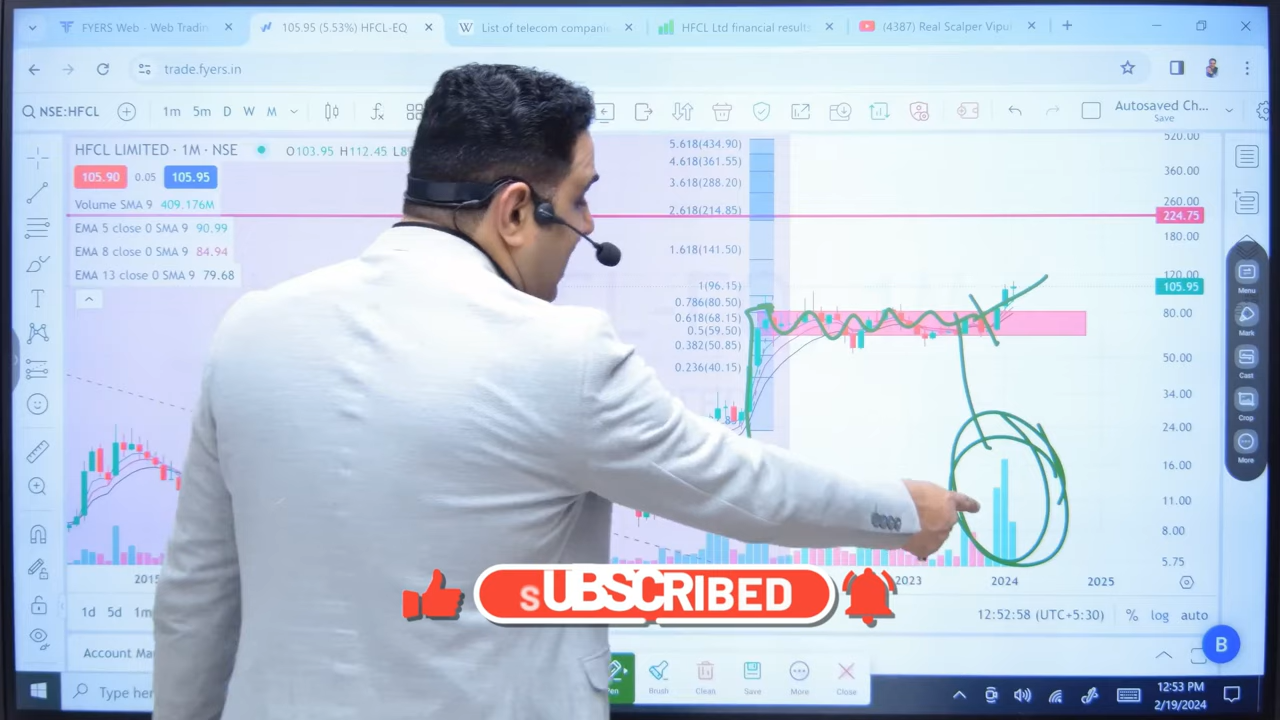 FYERS Web - Web Tradin
105.95 (5.53%) HFCL-EQ
List of telecom companie
HFCL Ltd financial results
(4387) Real Scalper Vipul
trade.fyers.in
NSE:HFCL
1m 5m D W M
Autosaved Ch...
Save
HFCL LIMITED · 1M · NSE
O103.95 H112.45
105.90 0.05 105.95
Volume SMA 9 409.176M
EMA 5 close 0 SMA 9 90.99
EMA 8 close 0 SMA 9 84.94
EMA 13 close 0 SMA 9 79.68
5.618(434.90)
4.618(361.55)
3.618(288.20)
2.618(214.85)
1.618(141.50)
1(96.15)
0.786(80.50)
0.618(68.15)
0.5(59.50)
0.382(50.85)
0.236(40.15)
520.00
360.00
260.00
224.75
180.00
120.00
105.95
80.00
50.00
34.00
24.00
16.00
11.00
8.00
5.75
Menu
Mark
Cast
Crop
More
2015
2023 2024 2025
SUBSCRIBED
1d 5d 1m
12:52:58 (UTC+5:30) % log auto
B
Account Ma
Pen Brush Clean Save More Close
Type her
12:53 PM
2/19/2024